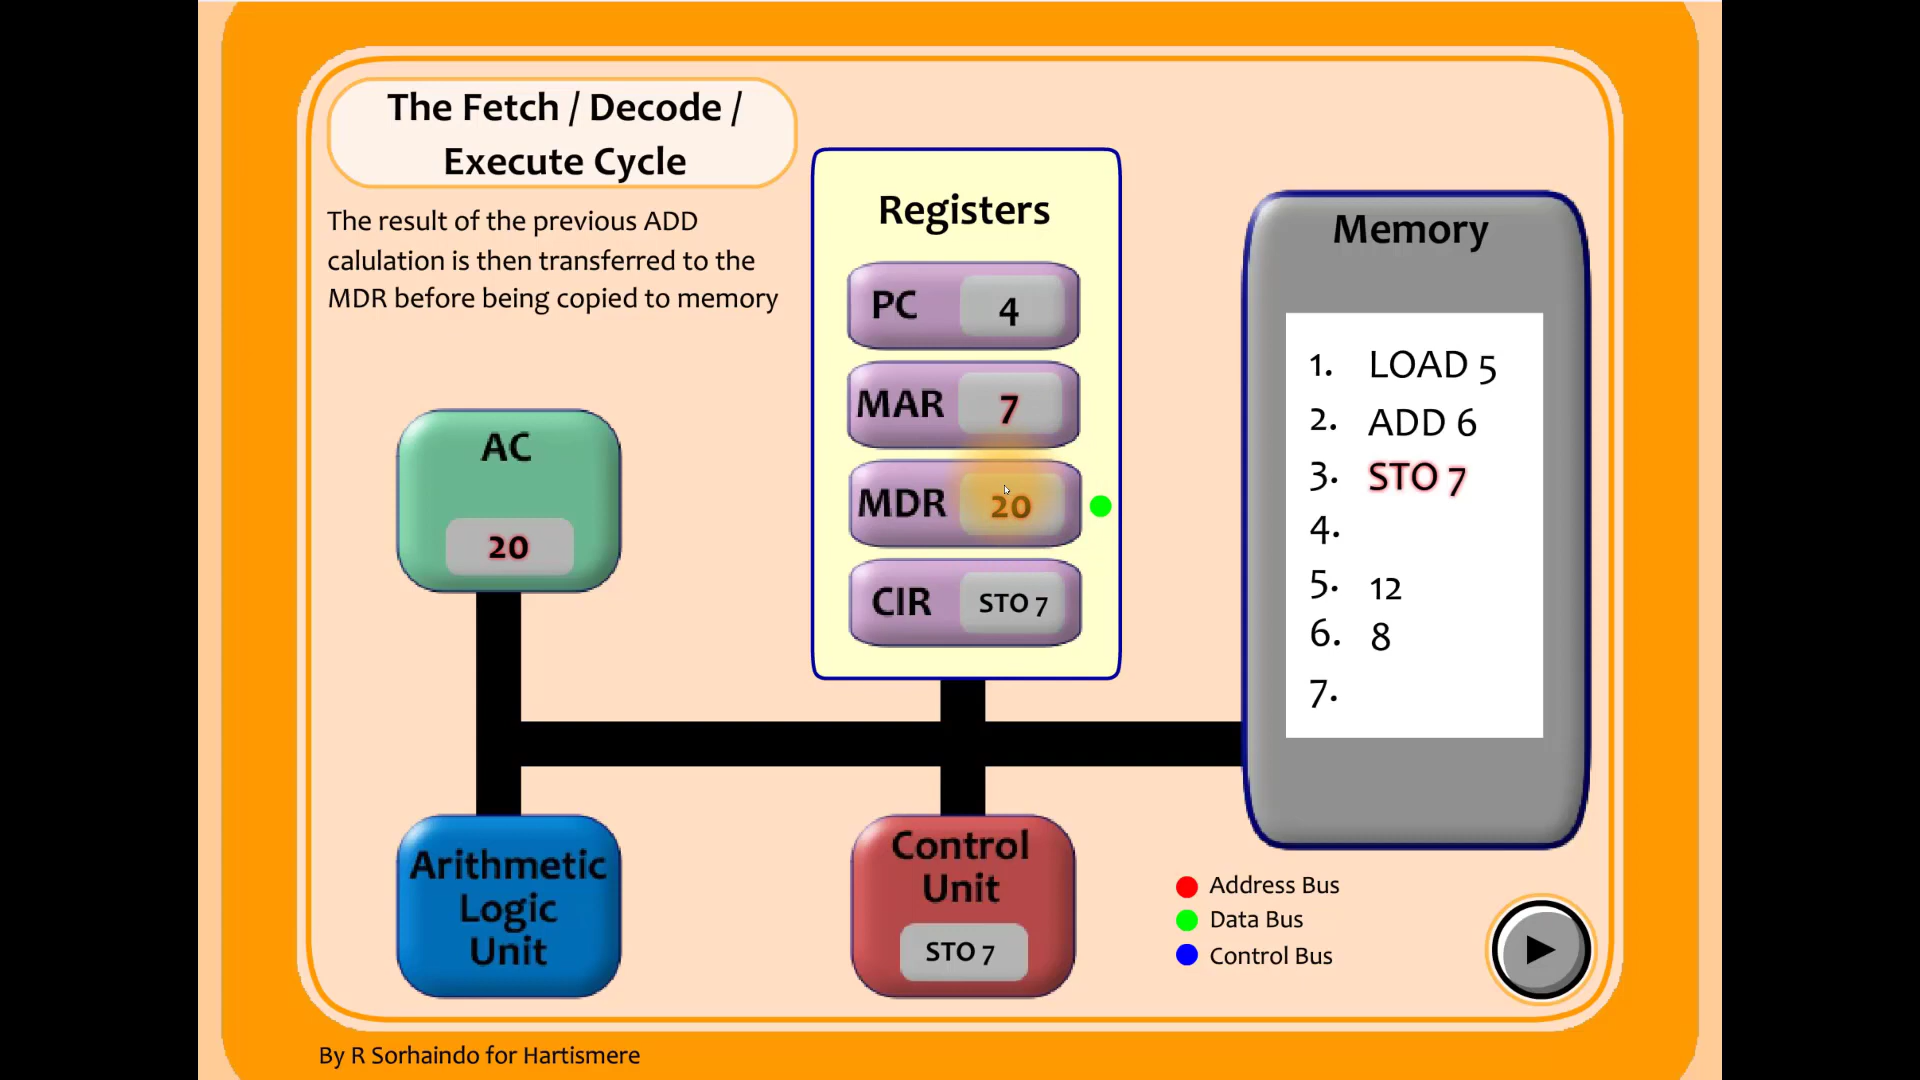 The Fetch / Decode /
Execute Cycle
The result of the previous ADD
calulation is then transferred to the
MDR before being copied to memory
Registers
PC 4
MAR 7
MDR 20
CIR STO 7
Memory
1. LOAD 5
2. ADD 6
3. STO 7
4.
5. 12
6. 8
7.
AC
20
Arithmetic
Logic
Unit
Control
Unit
STO 7
Address Bus
Data Bus
Control Bus
By R Sorhaindo for Hartismere